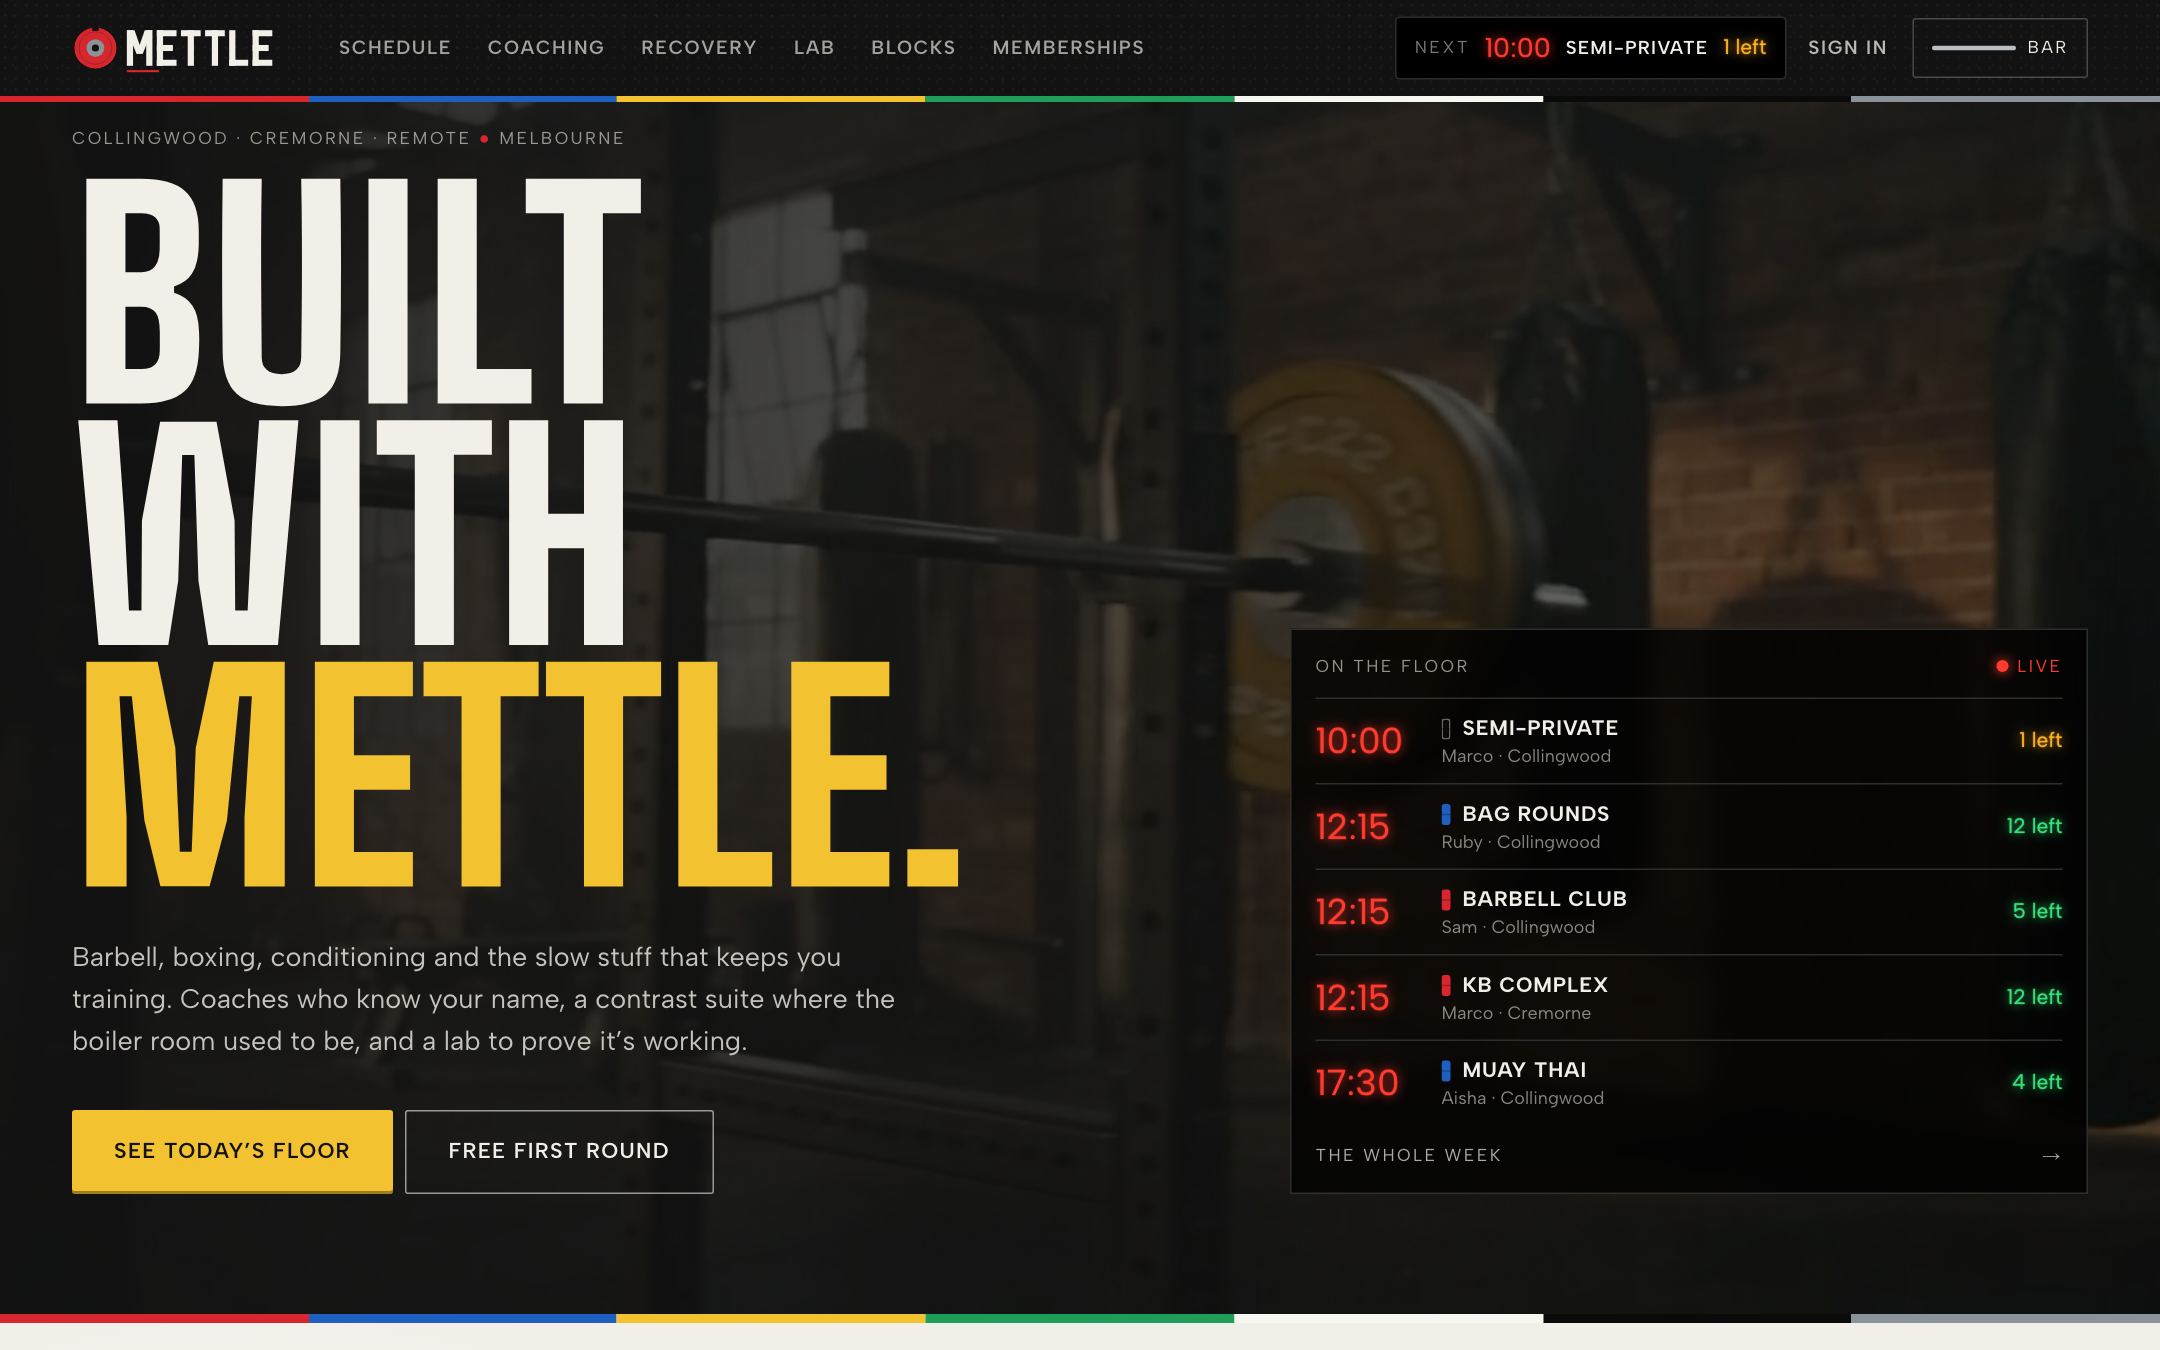 METTLE
SCHEDULE COACHING RECOVERY LAB BLOCKS MEMBERSHIPS
NEXT 10:00 SEMI-PRIVATE 1 left
SIGN IN
BAR
COLLINGWOOD · CREMORNE · REMOTE • MELBOURNE
BUILT
WITH
METTLE.
Barbell, boxing, conditioning and the slow stuff that keeps you
training. Coaches who know your name, a contrast suite where the
boiler room used to be, and a lab to prove it’s working.
SEE TODAY’S FLOOR
FREE FIRST ROUND
ON THE FLOOR
LIVE
10:00 SEMI-PRIVATE 1 left
Marco · Collingwood
12:15 BAG ROUNDS 12 left
Ruby · Collingwood
12:15 BARBELL CLUB 5 left
Sam · Collingwood
12:15 KB COMPLEX 12 left
Marco · Cremorne
17:30 MUAY THAI 4 left
Aisha · Collingwood
THE WHOLE WEEK →